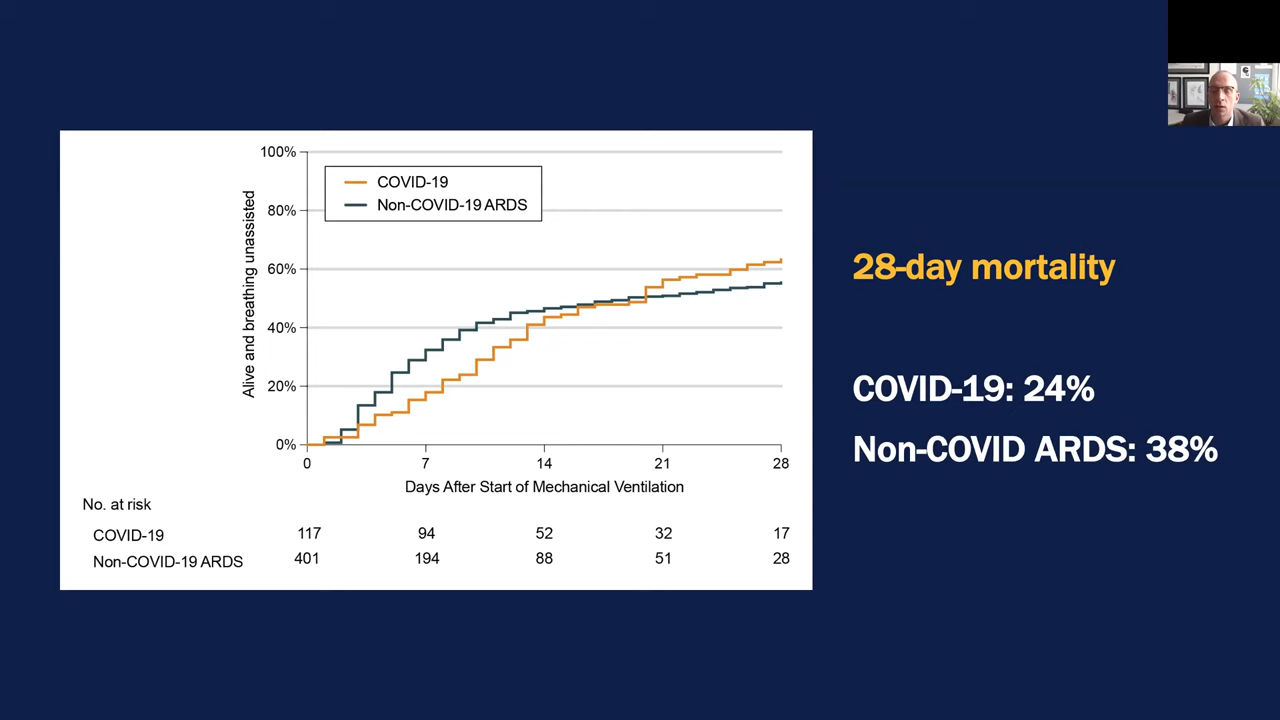 100%
80%
60%
40%
20%
0%
Alive and breathing unassisted
COVID-19
Non-COVID-19 ARDS
0 7 14 21 28
Days After Start of Mechanical Ventilation
No. at risk
COVID-19 117 94 52 32 17
Non-COVID-19 ARDS 401 194 88 51 28
28-day mortality
COVID-19: 24%
Non-COVID ARDS: 38%